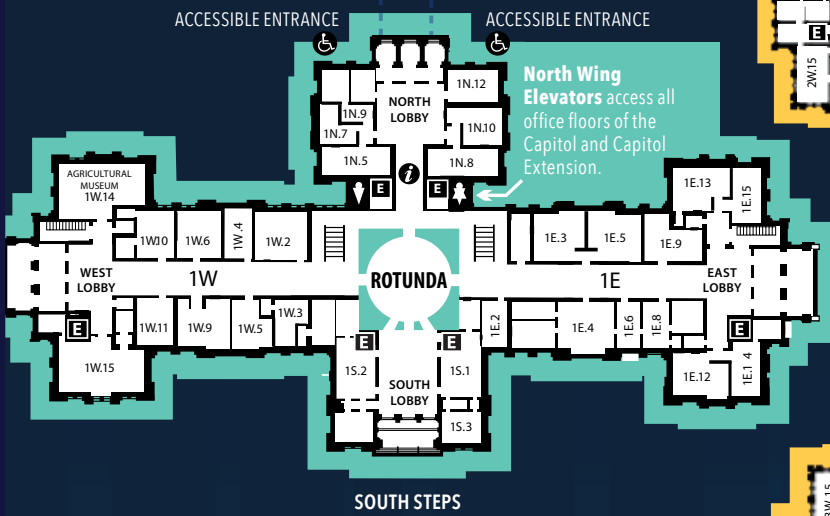 ACCESSIBLE ENTRANCE
ACCESSIBLE ENTRANCE
E
2W.15
North Wing
Elevators access all
office floors of the
Capitol and Capitol
Extension.
1N.12
NORTH
LOBBY
1N.9
1N.7
1N.10
1N.5
1N.8
i
E
E
AGRICULTURAL
MUSEUM
1W.14
1E.13
1E.15
1W.10
1W.6
1W.4
1W.2
1E.3
1E.5
1E.9
WEST
LOBBY
1W
ROTUNDA
1E
EAST
LOBBY
E
1W.11
1W.9
1W.5
1W.3
1E.2
1E.4
1E.6
1E.8
E
1W.15
E
E
1S.2
1S.1
1E.12
1E.1 4
SOUTH
LOBBY
1S.3
SOUTH STEPS